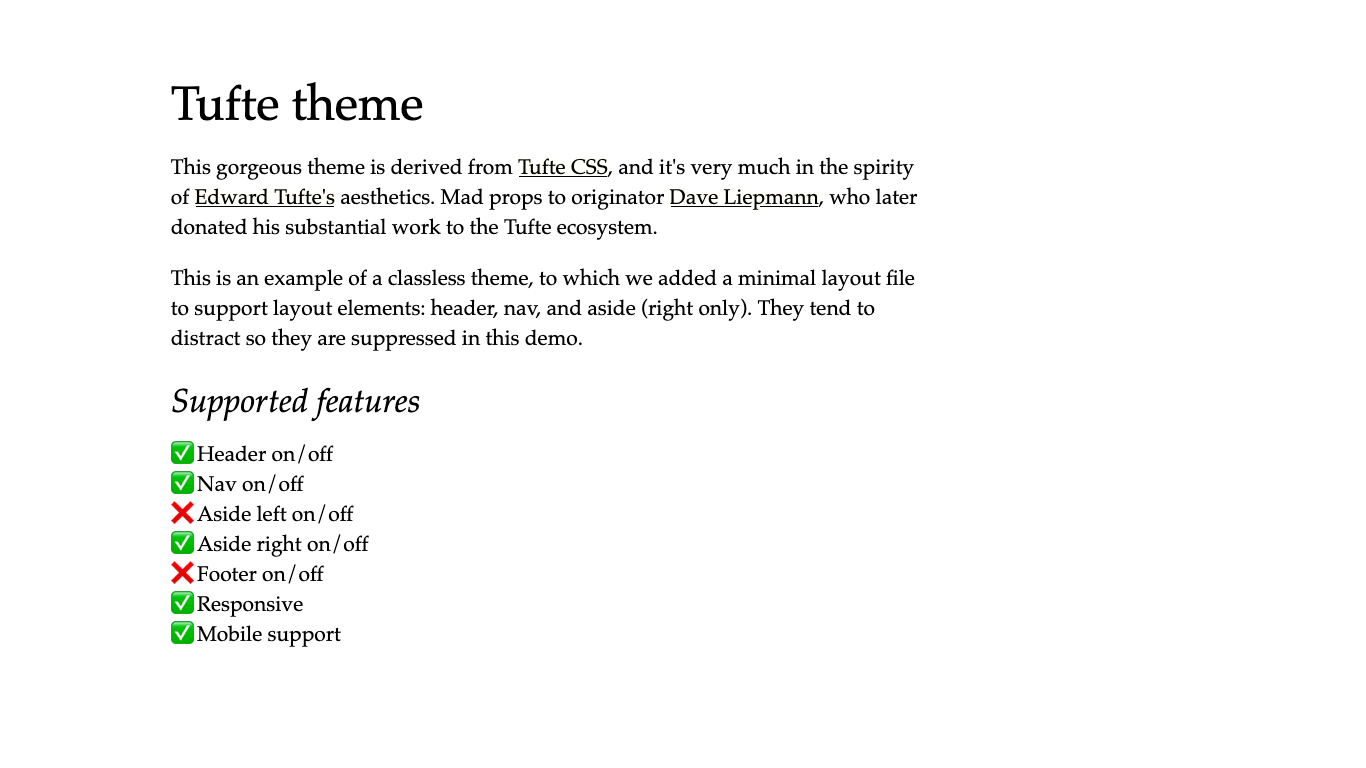 Tufte theme
This gorgeous theme is derived from Tufte CSS, and it's very much in the spirity
of Edward Tufte's aesthetics. Mad props to originator Dave Liepmann, who later
donated his substantial work to the Tufte ecosystem.
This is an example of a classless theme, to which we added a minimal layout file
to support layout elements: header, nav, and aside (right only). They tend to
distract so they are suppressed in this demo.
Supported features
✅ Header on/off
✅ Nav on/off
❌ Aside left on/off
✅ Aside right on/off
❌ Footer on/off
✅ Responsive
✅ Mobile support